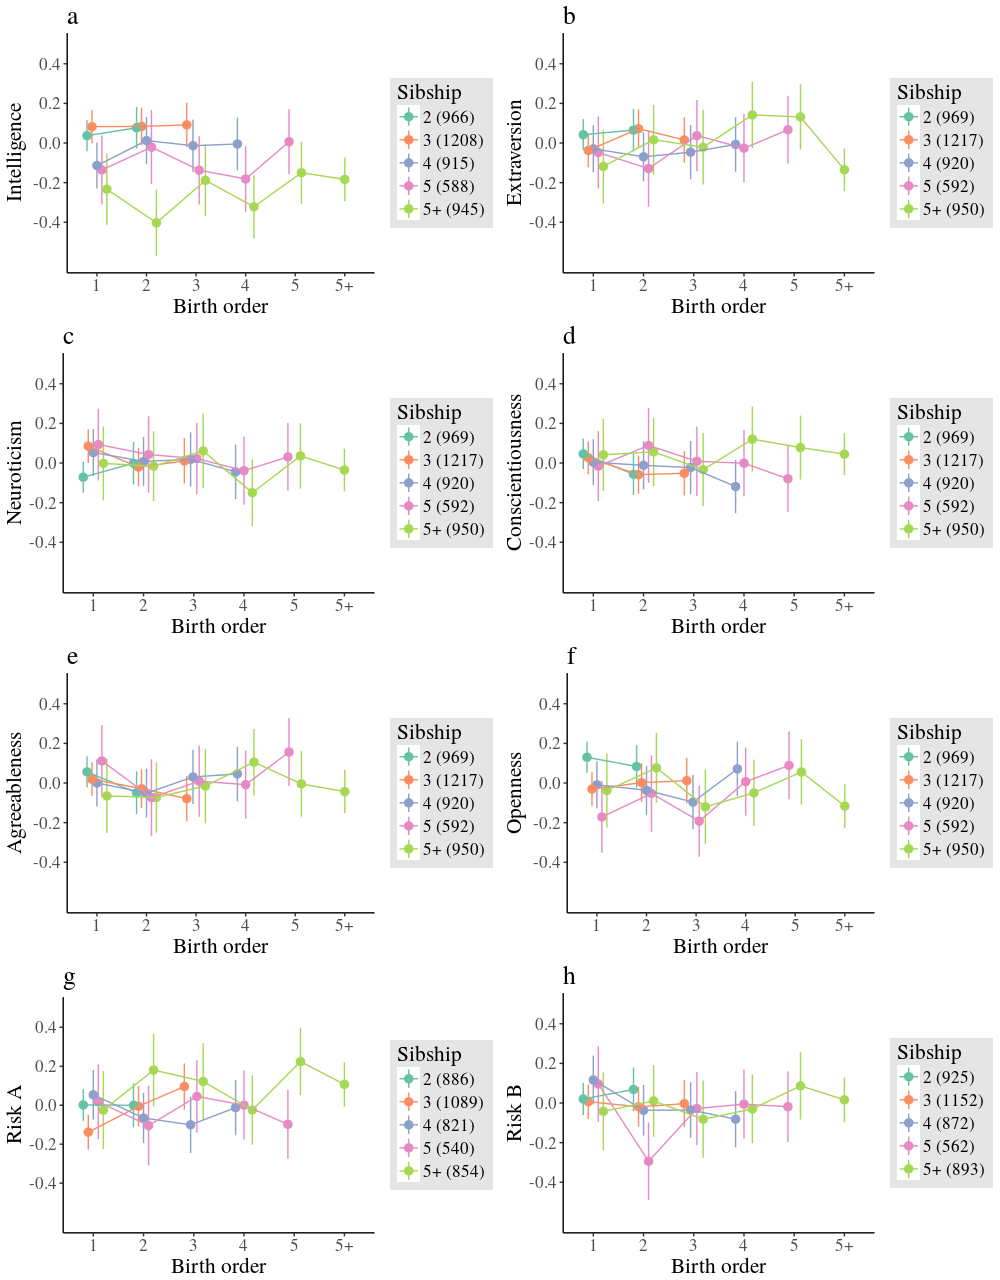 a
Intelligence
0.4
0.2
0.0
-0.2
-0.4
1 2 3 4 5 5+
Birth order
Sibship
2 (966)
3 (1208)
4 (915)
5 (588)
5+ (945)
b
Extraversion
0.4
0.2
0.0
-0.2
-0.4
1 2 3 4 5 5+
Birth order
Sibship
2 (969)
3 (1217)
4 (920)
5 (592)
5+ (950)
c
Neuroticism
0.4
0.2
0.0
-0.2
-0.4
1 2 3 4 5 5+
Birth order
Sibship
2 (969)
3 (1217)
4 (920)
5 (592)
5+ (950)
d
Conscientiousness
0.4
0.2
0.0
-0.2
-0.4
1 2 3 4 5 5+
Birth order
Sibship
2 (969)
3 (1217)
4 (920)
5 (592)
5+ (950)
e
Agreeableness
0.4
0.2
0.0
-0.2
-0.4
1 2 3 4 5 5+
Birth order
Sibship
2 (969)
3 (1217)
4 (920)
5 (592)
5+ (950)
f
Openness
0.4
0.2
0.0
-0.2
-0.4
1 2 3 4 5 5+
Birth order
Sibship
2 (969)
3 (1217)
4 (920)
5 (592)
5+ (950)
g
Risk A
0.4
0.2
0.0
-0.2
-0.4
1 2 3 4 5 5+
Birth order
Sibship
2 (886)
3 (1089)
4 (821)
5 (540)
5+ (854)
h
Risk B
0.4
0.2
0.0
-0.2
-0.4
1 2 3 4 5 5+
Birth order
Sibship
2 (925)
3 (1152)
4 (872)
5 (562)
5+ (893)